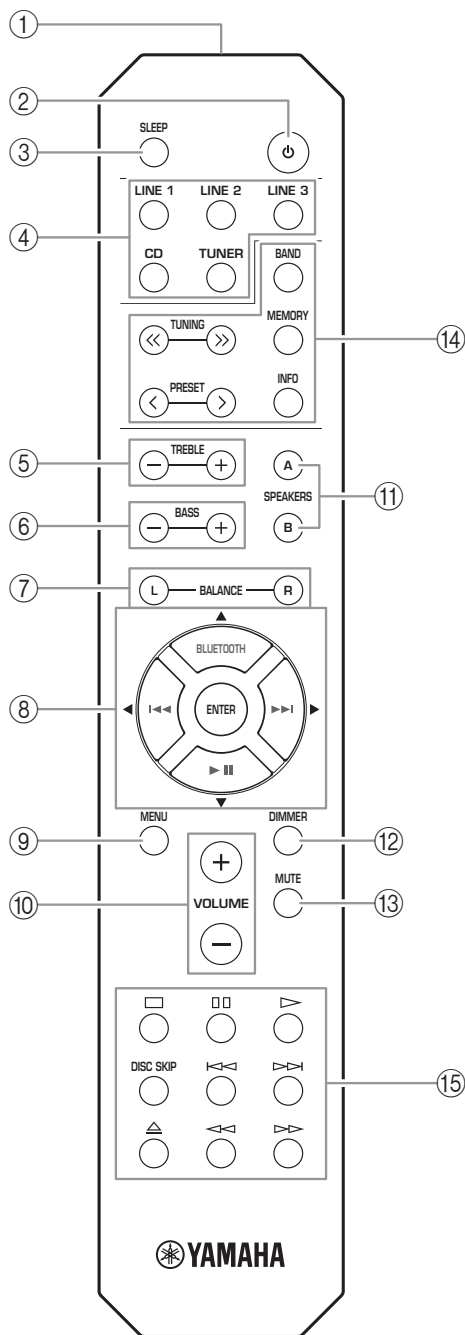 ①
②
SLEEP
③
LINE 1 LINE 2 LINE 3
④
CD TUNER BAND
TUNING MEMORY
⑭
PRESET INFO
⑤ TREBLE A
− +
SPEAKERS ⑪
⑥ BASS B
− +
⑦ L BALANCE R
BLUETOOTH
⑧ ENTER
MENU DIMMER
⑨ + ⑫
MUTE
⑩ VOLUME ⑬
−
DISC SKIP ⑮
YAMAHA